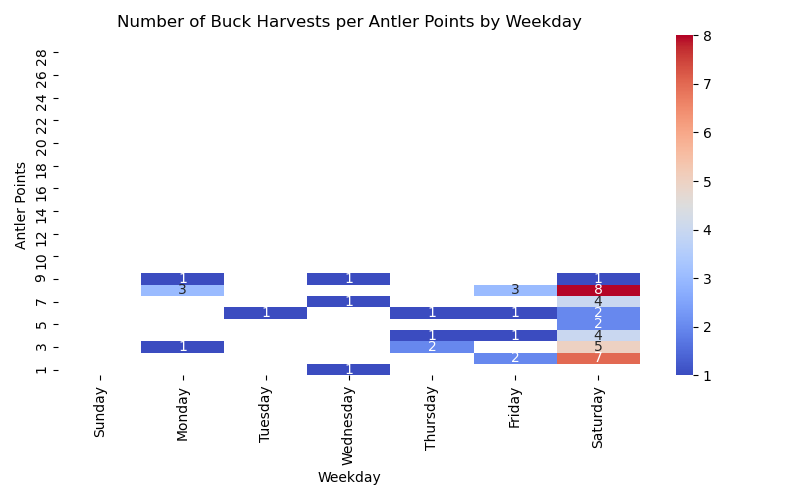 Number of Buck Harvests per Antler Points by Weekday
Antler Points
28
26
24
22
20
18
16
14
12
10
9
7
5
3
1
1 1 1
3 3 8
1 4
1 1 1 2
2
1 1 4
1 2 5
2 7
1
Sunday
Monday
Tuesday
Wednesday
Thursday
Friday
Saturday
Weekday
8
7
6
5
4
3
2
1